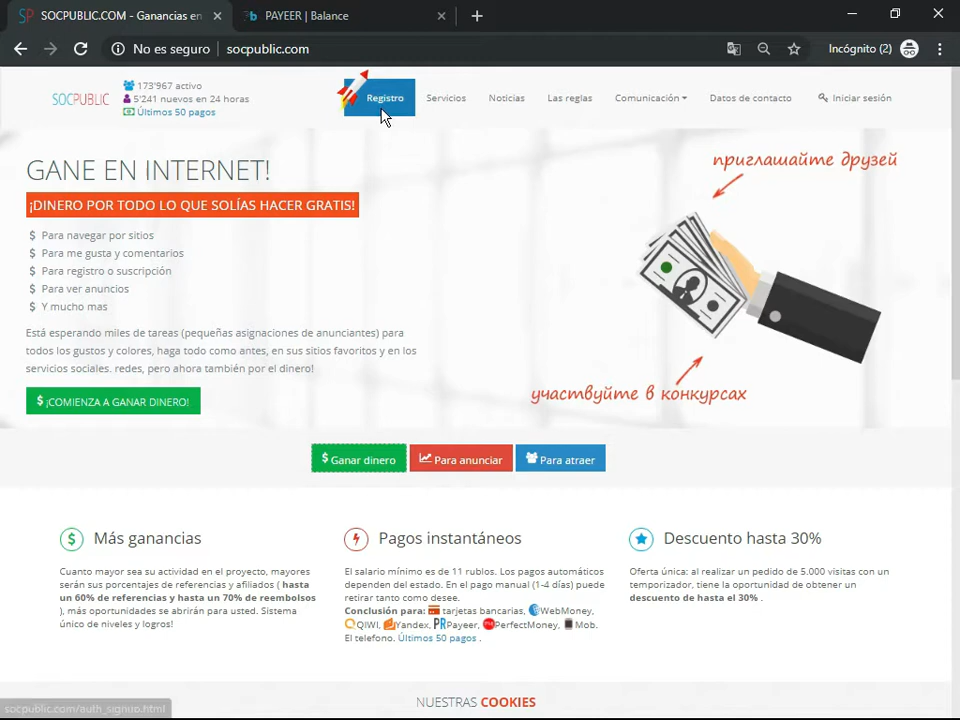 SOCPUBLIC.COM - Ganancias en
PAYEER | Balance
No es seguro
socpublic.com
Incógnito (2)
SOCPUBLIC
173'967 activo
5'241 nuevos en 24 horas
Últimos 50 pagos
Registro
Servicios
Noticias
Las reglas
Comunicación
Datos de contacto
Iniciar sesión
GANE EN INTERNET!
¡DINERO POR TODO LO QUE SOLÍAS HACER GRATIS!
$ Para navegar por sitios
$ Para me gusta y comentarios
$ Para registro o suscripción
$ Para ver anuncios
$ Y mucho mas
Está esperando miles de tareas (pequeñas asignaciones de anunciantes) para
todos los gustos y colores, haga todo como antes, en sus sitios favoritos y en los
servicios sociales. redes, pero ahora también por el dinero!
$ ¡COMIENZA A GANAR DINERO!
приглашайте друзей
участвуйте в конкурсах
$ Ganar dinero
Para anunciar
Para atraer
$ Más ganancias
Cuanto mayor sea su actividad en el proyecto, mayores
serán sus porcentajes de referencias y afiliados ( hasta
un 60% de referencias y hasta un 70% de reembolsos
), más oportunidades se abrirán para usted. Sistema
único de niveles y logros!
Pagos instantáneos
El salario mínimo es de 11 rublos. Los pagos automáticos
dependen del estado. En el pago manual (1-4 días) puede
retirar tanto como desee.
Conclusión para: tarjetas bancarias, WebMoney,
QIWI, Yandex, Payeer, PerfectMoney, Mob.
El telefono. Últimos 50 pagos .
Descuento hasta 30%
Oferta única: al realizar un pedido de 5.000 visitas con un
temporizador, tiene la oportunidad de obtener un
descuento de hasta el 30% .
NUESTRAS COOKIES
socpublic.com/auth_signup.html